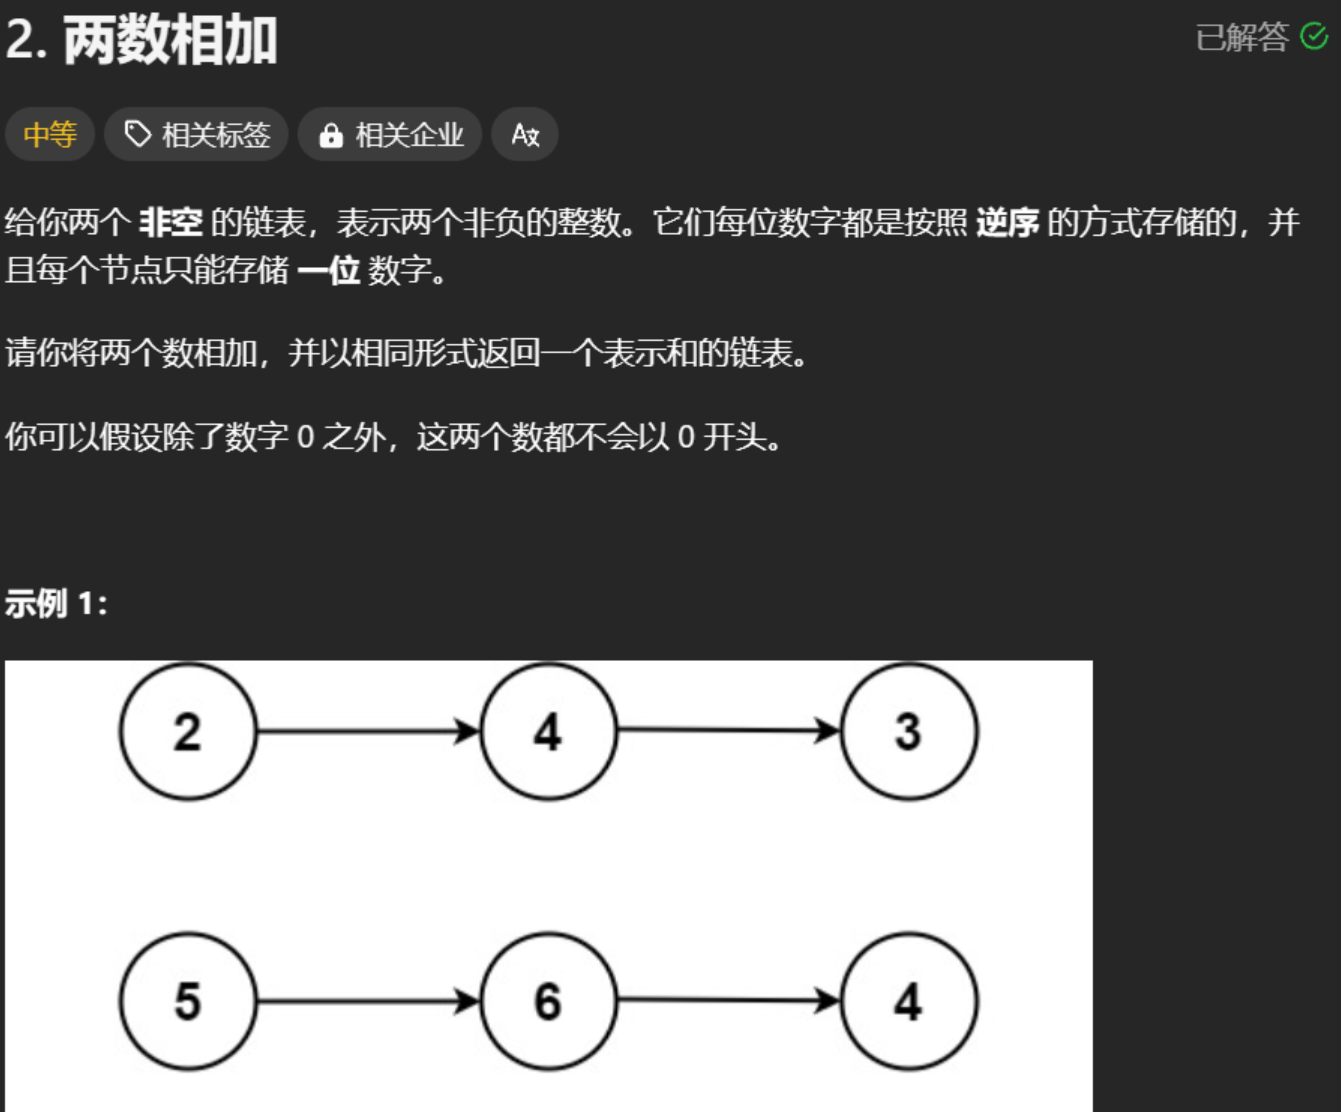 2. 两数相加
已解答
中等
相关标签
相关企业
A文
给你两个 非空 的链表，表示两个非负的整数。它们每位数字都是按照 逆序 的方式存储的，并
且每个节点只能存储 一位 数字。
请你将两个数相加，并以相同形式返回一个表示和的链表。
你可以假设除了数字 0 之外，这两个数都不会以 0 开头。
示例 1：
2 4 3
5 6 4